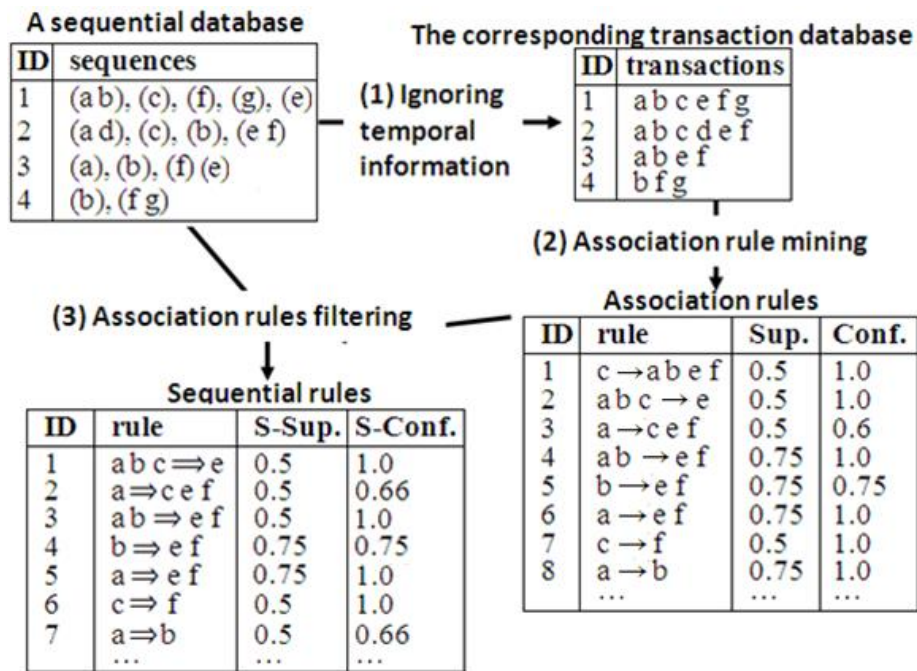 A sequential database
ID sequences
1 (a b), (c), (f), (g), (e)
2 (a d), (c), (b), (e f)
3 (a), (b), (f) (e)
4 (b), (f g)
(1) Ignoring
temporal
information
The corresponding transaction database
ID transactions
1 a b c e f g
2 a b c d e f
3 a b e f
4 b f g
(2) Association rule mining
(3) Association rules filtering
Association rules
ID rule Sup. Conf.
1 c → a b e f 0.5 1.0
2 a b c → e 0.5 1.0
3 a → c e f 0.5 0.6
4 a b → e f 0.75 1.0
5 b → e f 0.75 0.75
6 a → e f 0.75 1.0
7 c → f 0.5 1.0
8 a → b 0.75 1.0
... ... ...
Sequential rules
ID rule S-Sup. S-Conf.
1 a b c ⇒ e 0.5 1.0
2 a ⇒ c e f 0.5 0.66
3 a b ⇒ e f 0.5 1.0
4 b ⇒ e f 0.75 0.75
5 a ⇒ e f 0.75 1.0
6 c ⇒ f 0.5 1.0
7 a ⇒ b 0.5 0.66
... ... ...